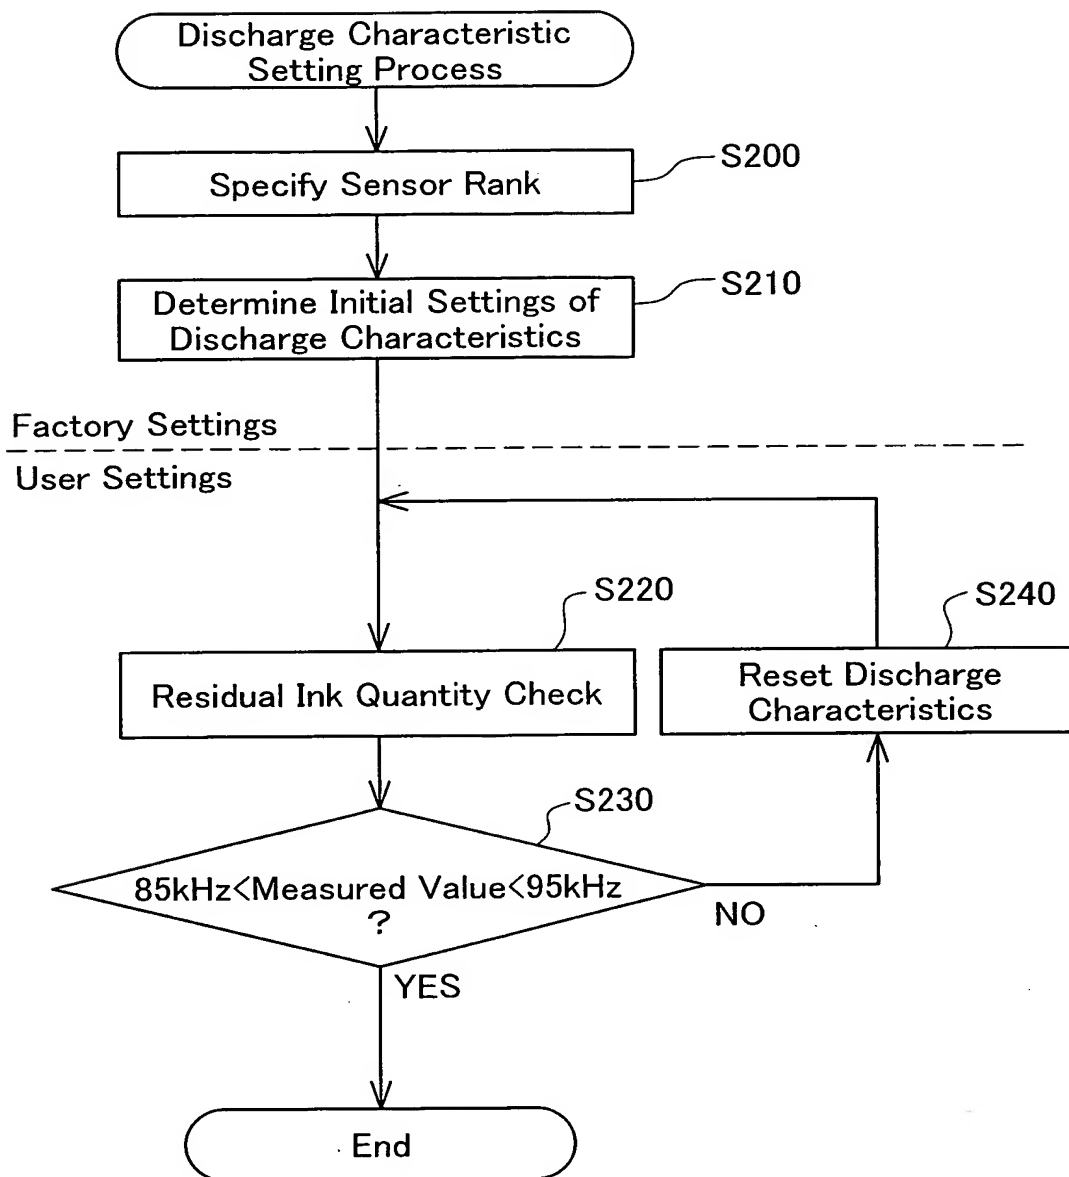 Discharge Characteristic
Setting Process
S200
Specify Sensor Rank
S210
Determine Initial Settings of
Discharge Characteristics
Factory Settings
User Settings
S220
S240
Residual Ink Quantity Check
Reset Discharge
Characteristics
S230
85kHz<Measured Value<95kHz
?
NO
YES
End